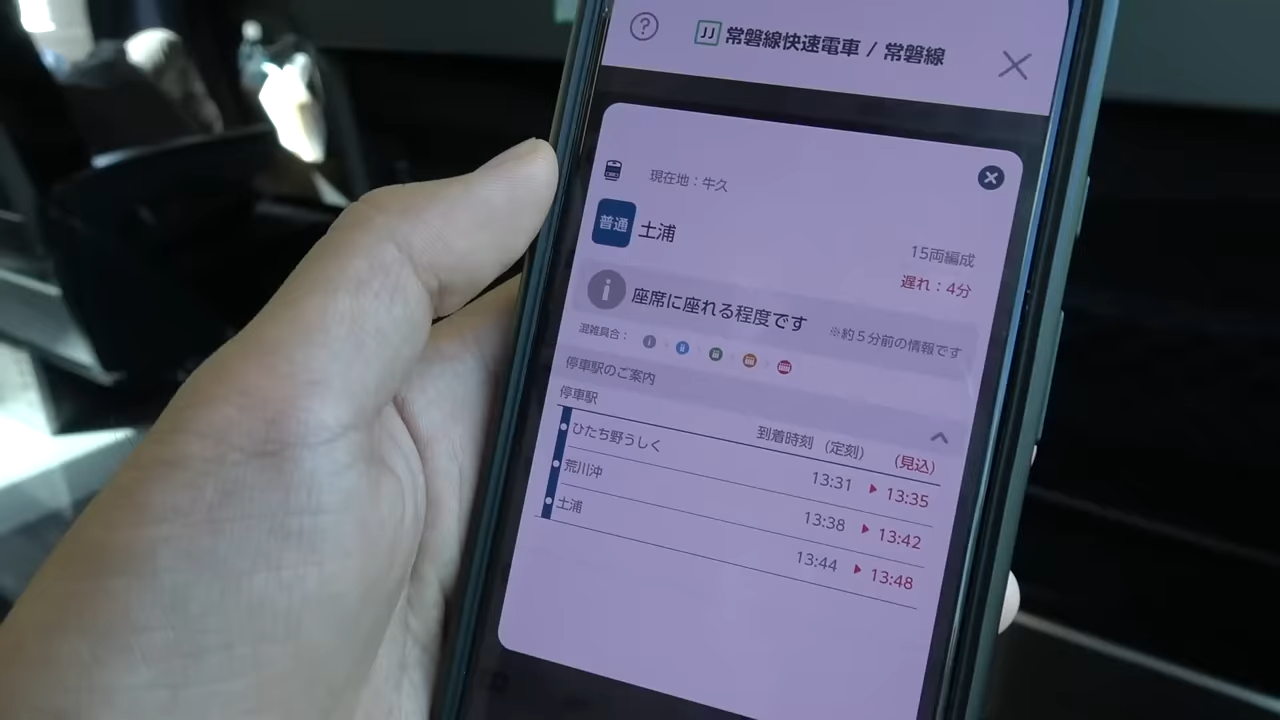 ? JJ 常磐線快速電車 / 常磐線 ×
現在地：牛久
普通 土浦
15両編成
遅れ：4分
i 座席に座れる程度です ※約５分前の情報です
混雑具合：
停車駅のご案内
停車駅 到着時刻（定刻） （見込）
ひたち野うしく 13:31 ▶ 13:35
荒川沖 13:38 ▶ 13:42
土浦 13:44 ▶ 13:48